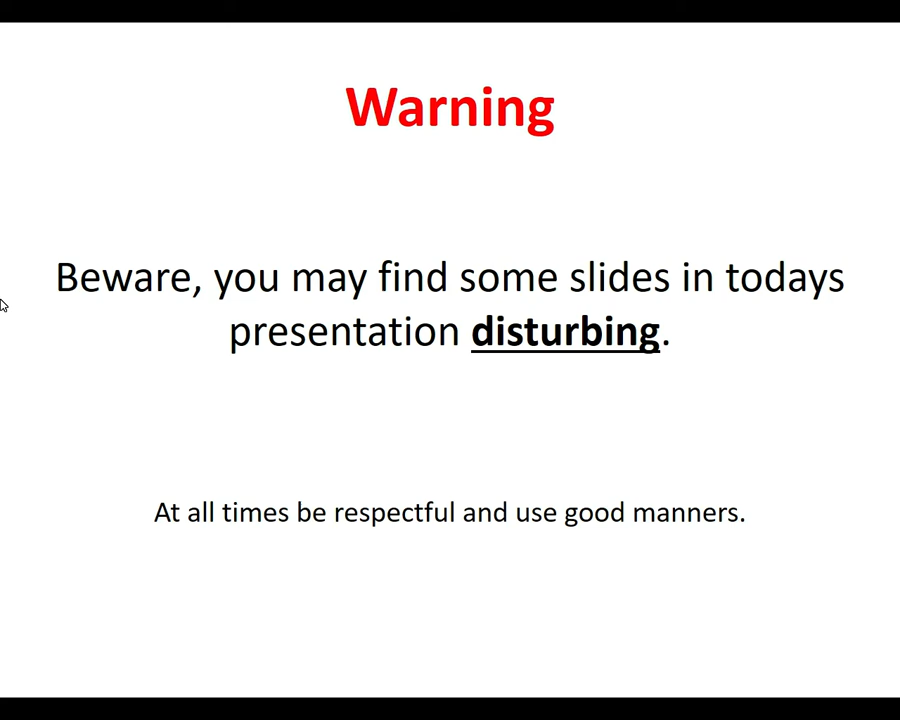 Warning
Beware, you may find some slides in todays
presentation disturbing.
At all times be respectful and use good manners.